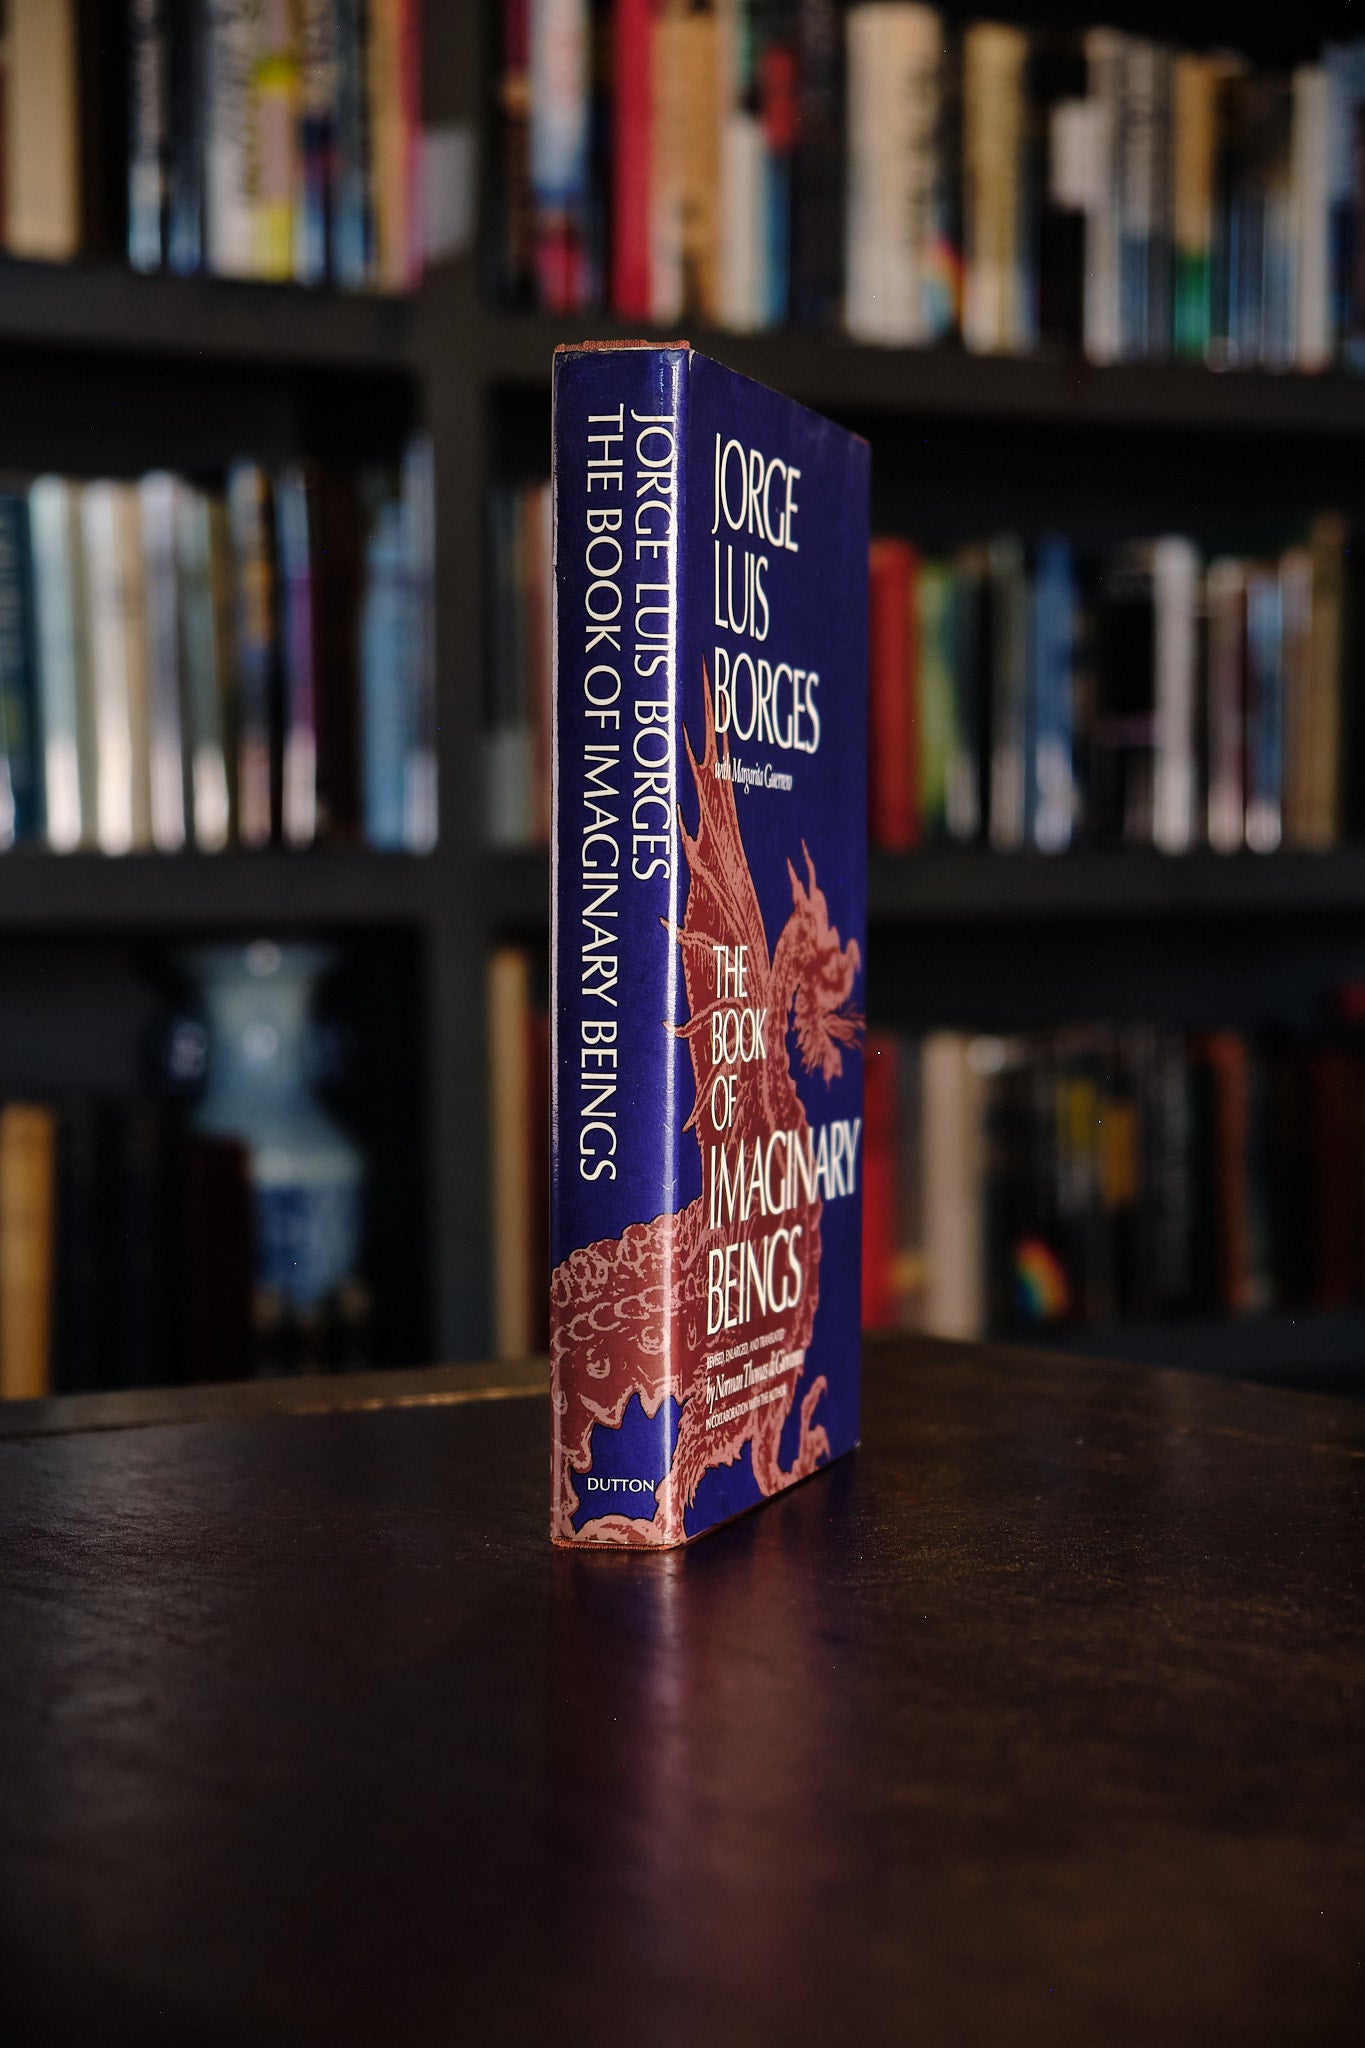 JORGE LUIS BORGES
THE BOOK OF IMAGINARY BEINGS
DUTTON
JORGE
LUIS
BORGES
with Margarita Guerrero
THE
BOOK
OF
IMAGINARY
BEINGS
REVISED, ENLARGED, AND TRANSLATED
by Norman Thomas di Giovanni
IN COLLABORATION WITH THE AUTHOR